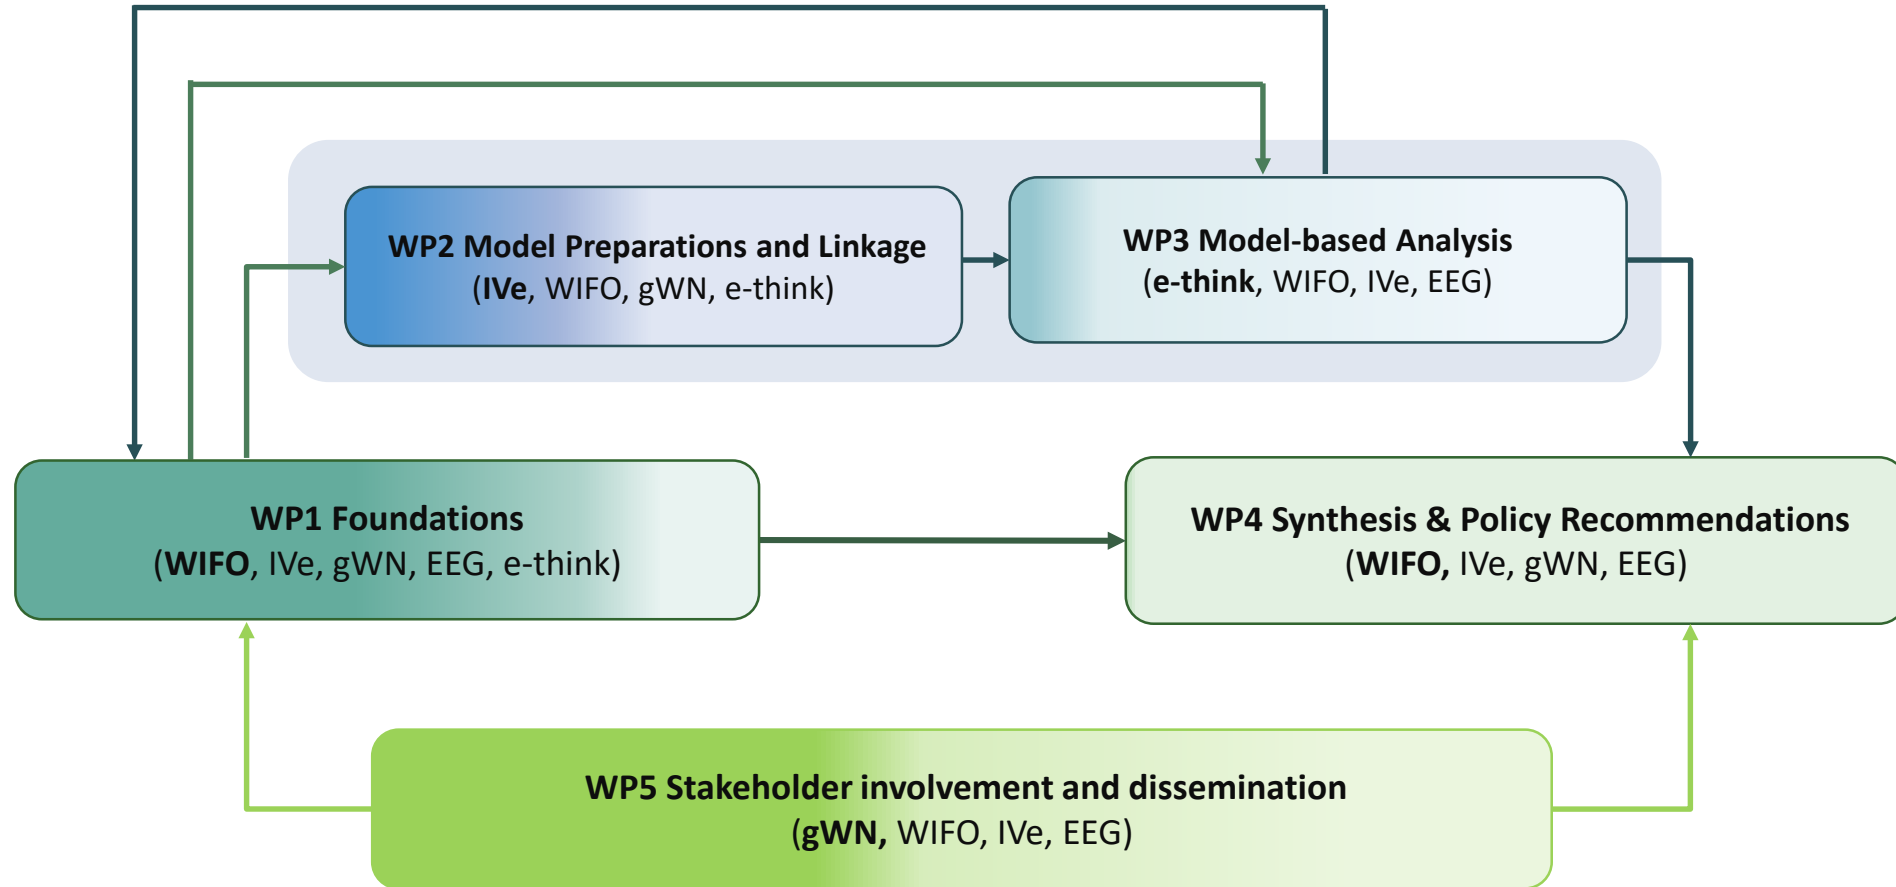 WP2 Model Preparations and Linkage
(IVe, WIFO, gWN, e-think)
WP3 Model-based Analysis
(e-think, WIFO, IVe, EEG)
WP1 Foundations
(WIFO, IVe, gWN, EEG, e-think)
WP4 Synthesis & Policy Recommendations
(WIFO, IVe, gWN, EEG)
WP5 Stakeholder involvement and dissemination
(gWN, WIFO, IVe, EEG)